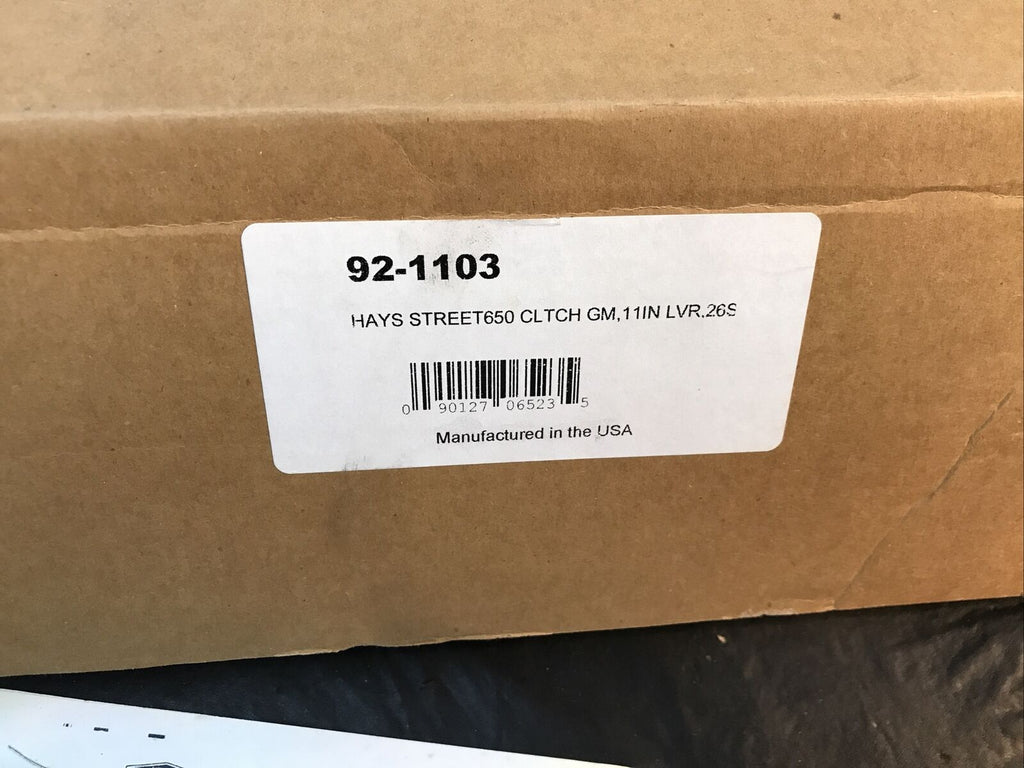 92-1103
HAYS STREET650 CLTCH GM,11IN LVR,26S
0 90127 06523 5
Manufactured in the USA